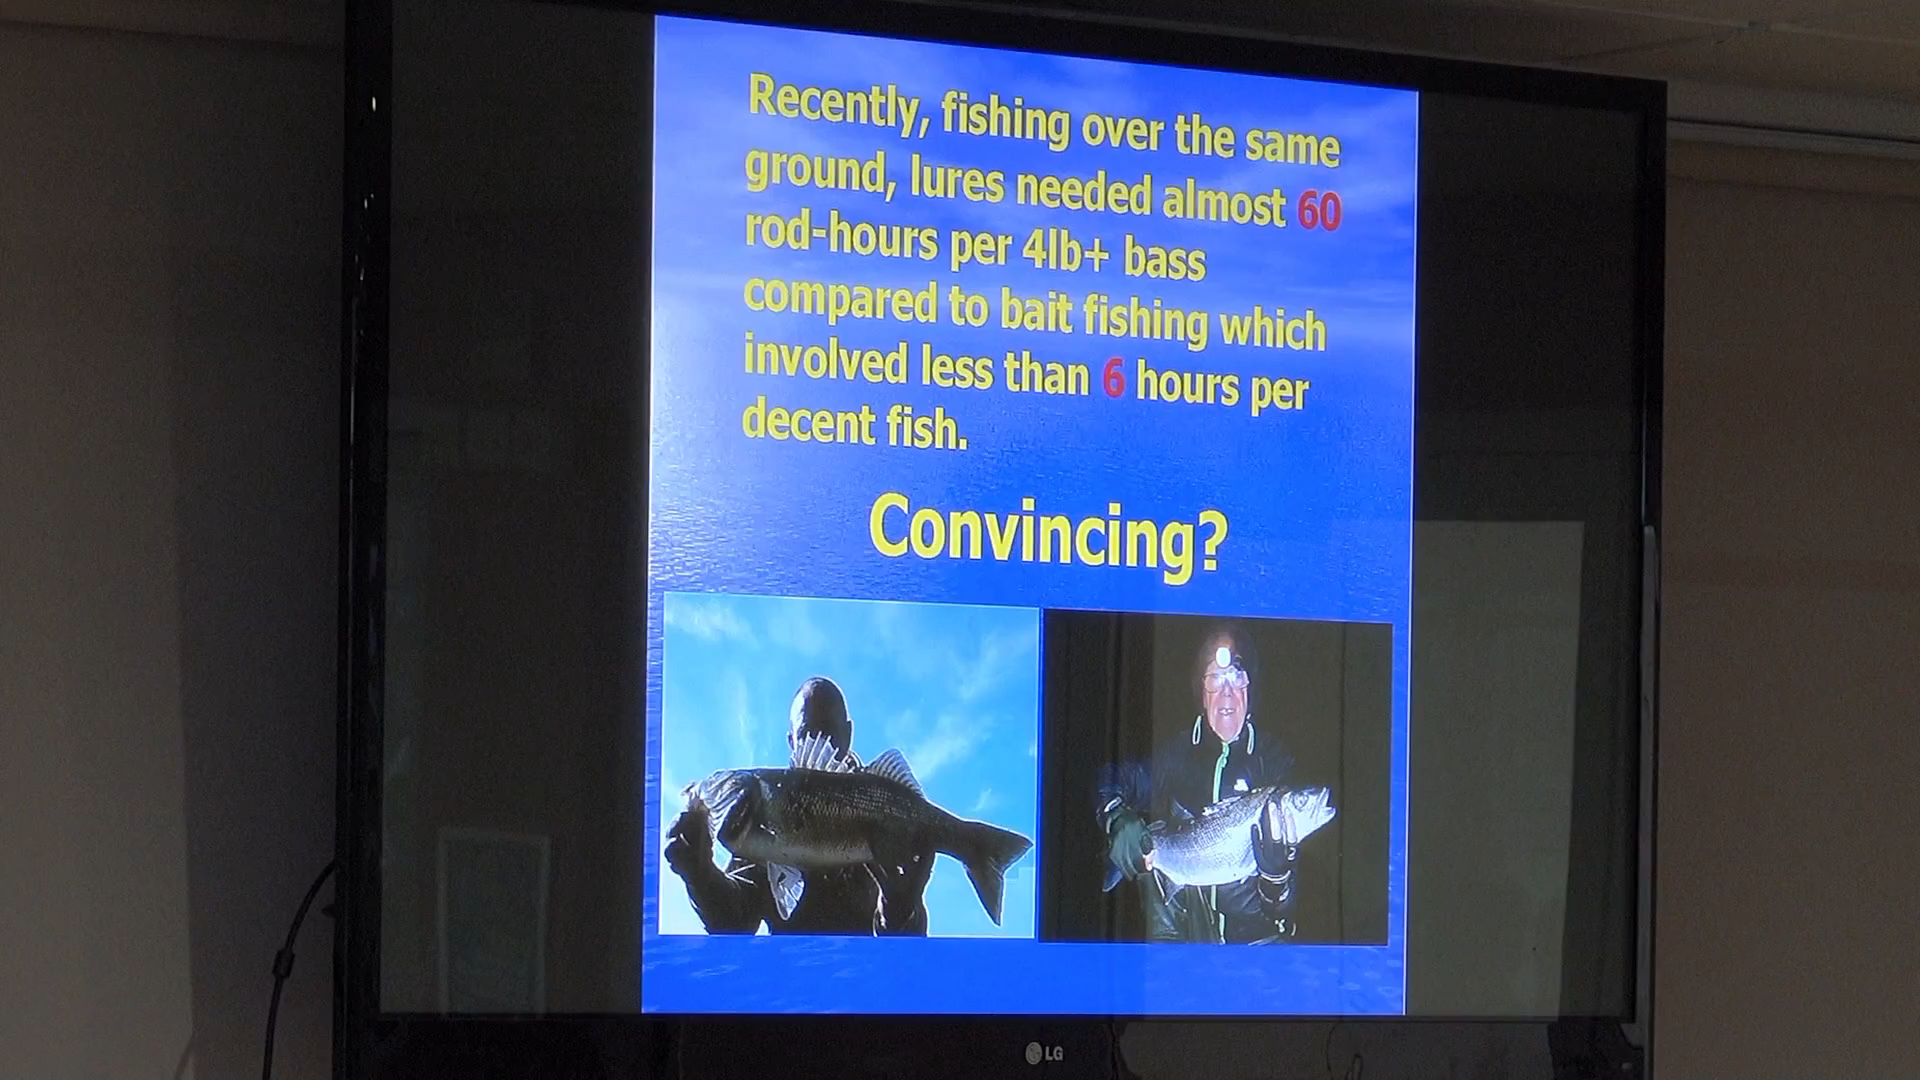 Recently, fishing over the same
ground, lures needed almost 60
rod-hours per 4lb+ bass
compared to bait fishing which
involved less than 6 hours per
decent fish.
Convincing?
LG